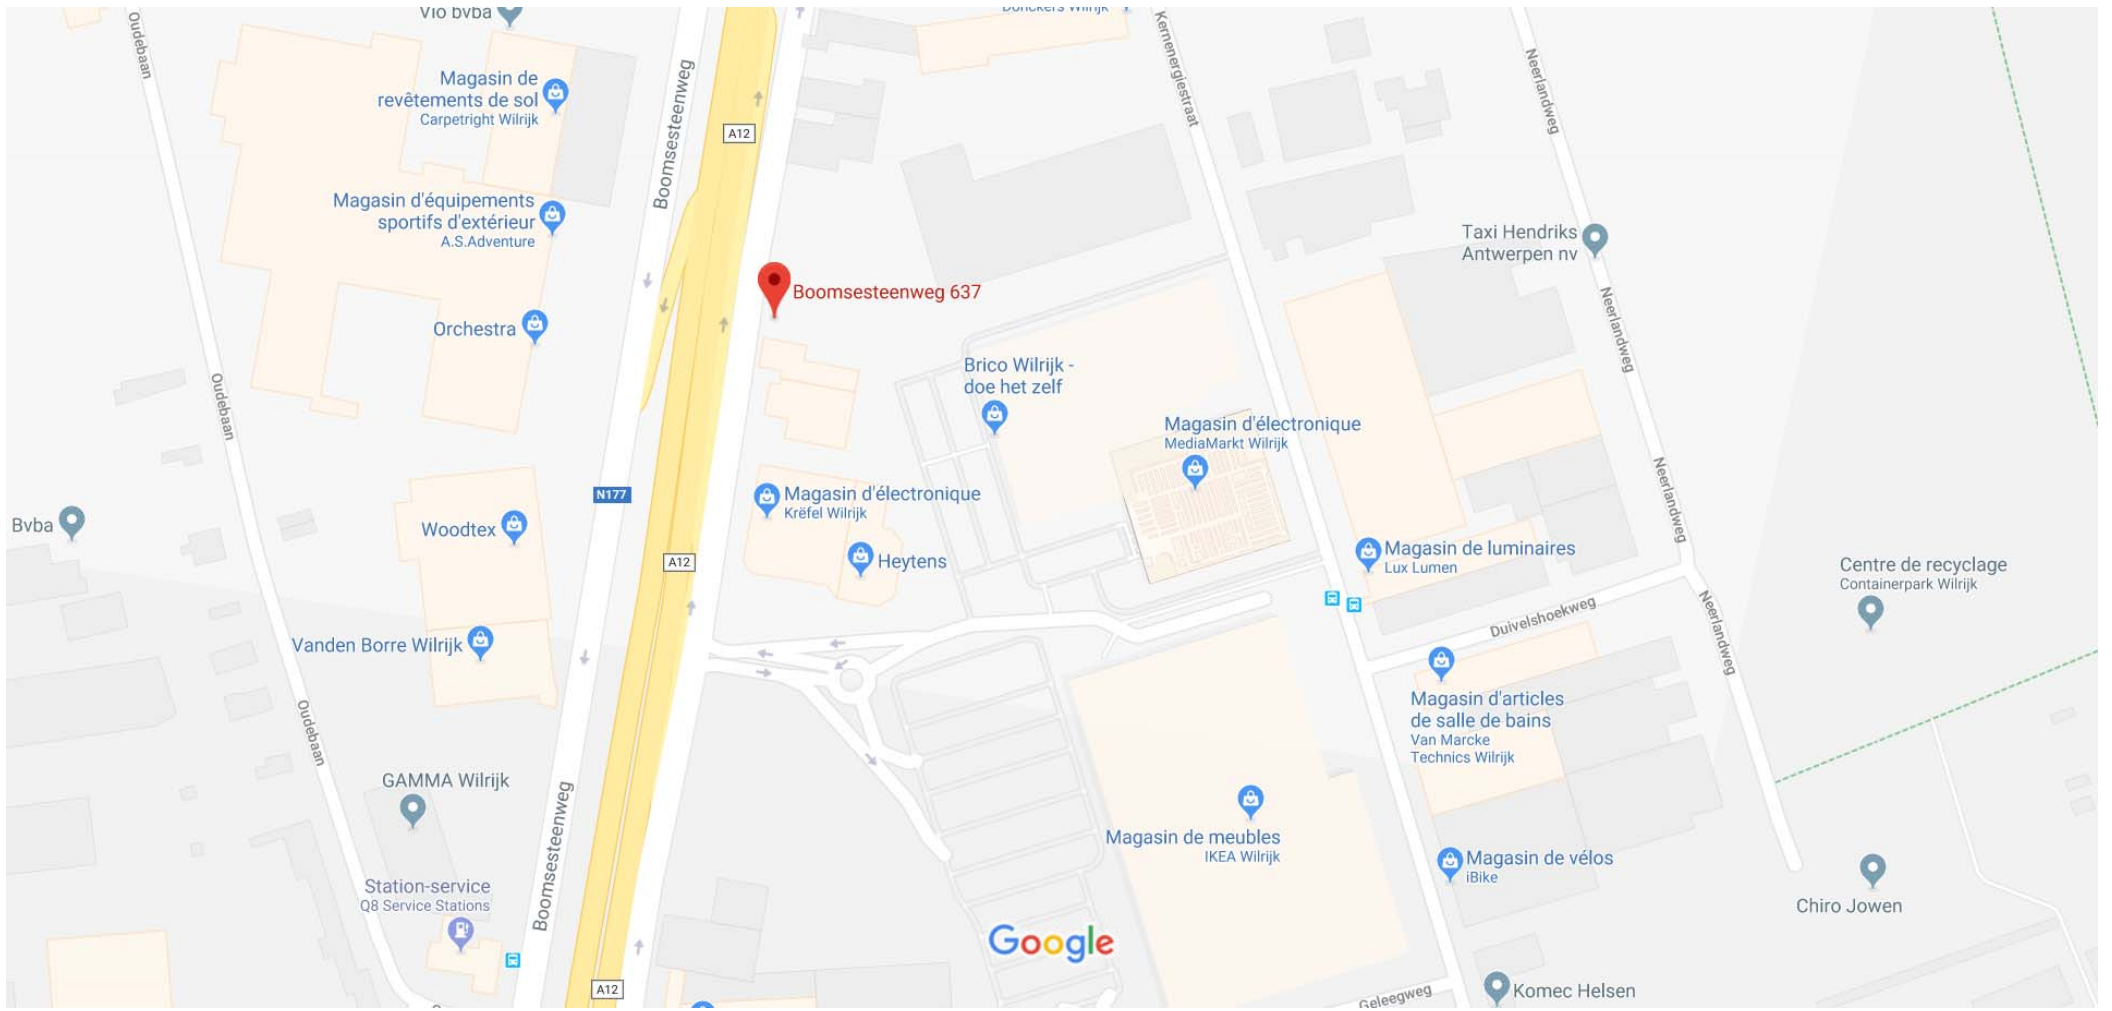 Vio bvba
Donckers Wilrijk
Oudebaan
Magasin de
revêtements de sol
Carpetright Wilrijk
Boomsesteenweg
A12
Kernenergiestraat
Neerlandweg
Magasin d'équipements
sportifs d'extérieur
A.S.Adventure
Taxi Hendriks
Antwerpen nv
Boomsesteenweg 637
Orchestra
Neerlandweg
Oudebaan
Brico Wilrijk -
doe het zelf
Magasin d'électronique
MediaMarkt Wilrijk
N177
Magasin d'électronique
Krëfel Wilrijk
Neerlandweg
Bvba
Woodtex
A12
Heytens
Magasin de luminaires
Lux Lumen
Centre de recyclage
Containerpark Wilrijk
Duivelshoekweg
Neerlandweg
Vanden Borre Wilrijk
Oudebaan
Magasin d'articles
de salle de bains
Van Marcke
Technics Wilrijk
GAMMA Wilrijk
Boomsesteenweg
Magasin de meubles
IKEA Wilrijk
Magasin de vélos
iBike
Station-service
Q8 Service Stations
Chiro Jowen
Google
A12
Geleegweg
Komec Helsen